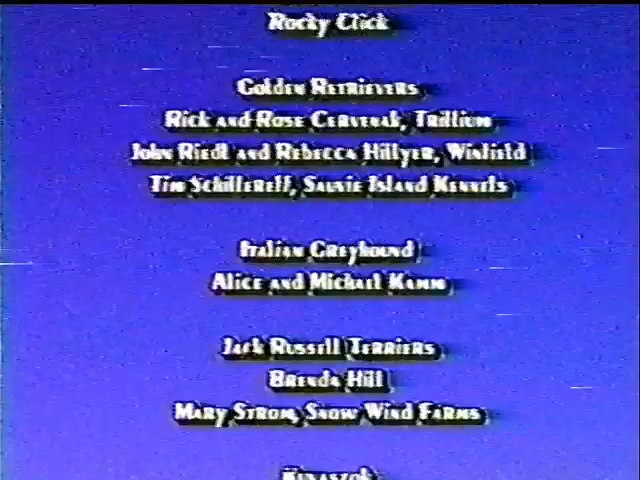 Rocky Click
Golden Retrievers
Rick and Rose Cervenak, Trillium
John Riedl and Rebecca Hillyer, Winfield
Tim Schillereff, Sauvie Island Kennels
Italian Greyhound
Alice and Michael Kamm
Jack Russell Terriers
Brenda Hill
Mary Strom, Snow Wind Farms